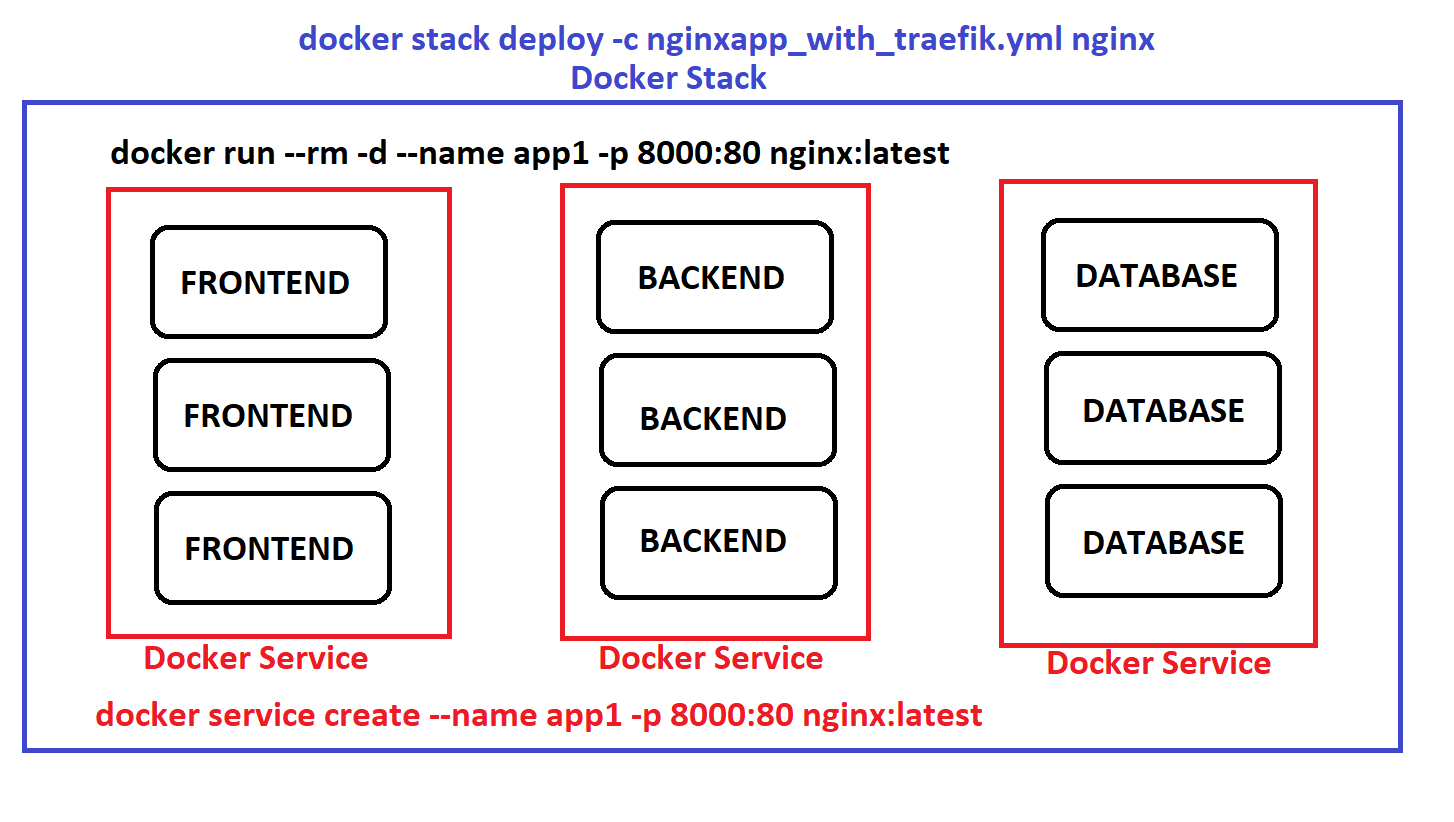 docker stack deploy -c nginxapp_with_traefik.yml nginx
Docker Stack
docker run --rm -d --name app1 -p 8000:80 nginx:latest
FRONTEND
FRONTEND
FRONTEND
Docker Service
BACKEND
BACKEND
BACKEND
Docker Service
DATABASE
DATABASE
DATABASE
Docker Service
docker service create --name app1 -p 8000:80 nginx:latest